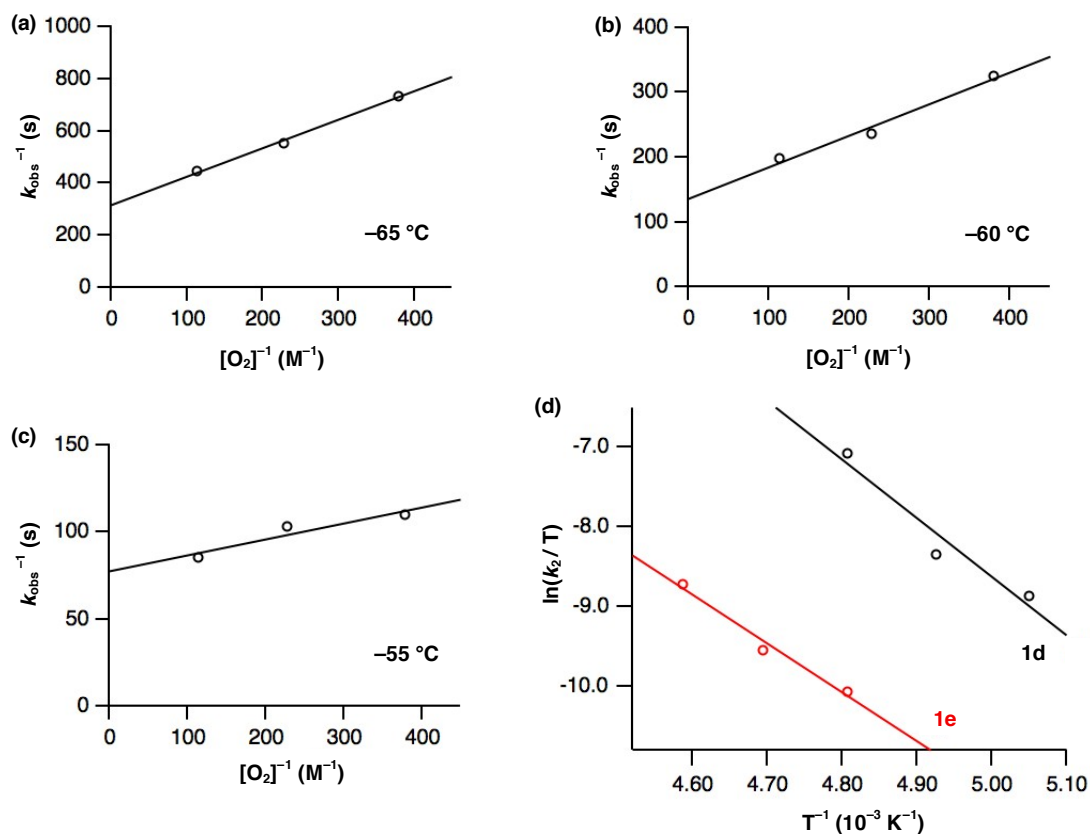 (a)
1000
800
600
400
200
0
k_obs⁻¹ (s)
–65 °C
0 100 200 300 400
[O₂]⁻¹ (M⁻¹)
(b)
400
300
200
100
0
k_obs⁻¹ (s)
–60 °C
0 100 200 300 400
[O₂]⁻¹ (M⁻¹)
(c)
150
100
50
0
k_obs⁻¹ (s)
–55 °C
0 100 200 300 400
[O₂]⁻¹ (M⁻¹)
(d)
-7.0
-8.0
-9.0
-10.0
ln(k₂ / T)
1d
1e
4.60 4.70 4.80 4.90 5.00 5.10
T⁻¹ (10⁻³ K⁻¹)